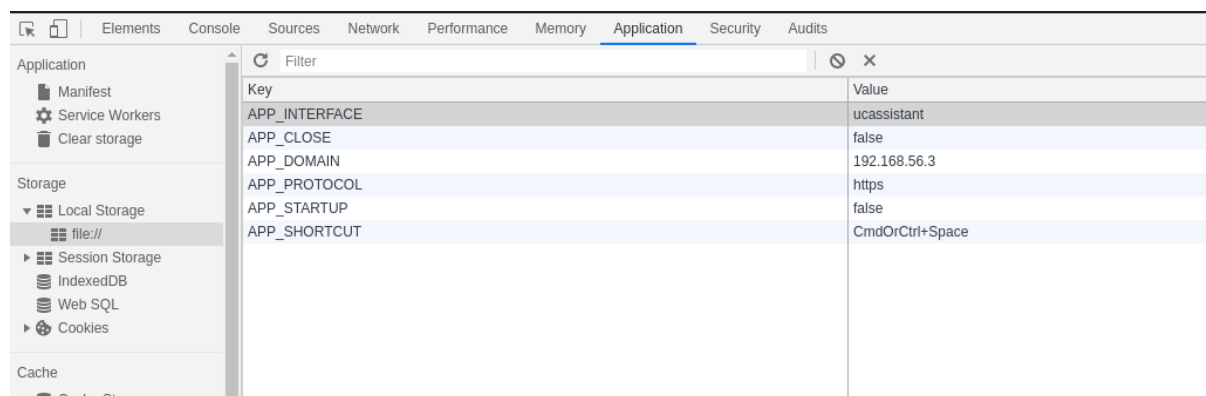 Elements Console Sources Network Performance Memory Application Security Audits
Application
Manifest
Service Workers
Clear storage
Storage
Local Storage
file://
Session Storage
IndexedDB
Web SQL
Cookies
Cache
Filter
Key Value
APP_INTERFACE ucassistant
APP_CLOSE false
APP_DOMAIN 192.168.56.3
APP_PROTOCOL https
APP_STARTUP false
APP_SHORTCUT CmdOrCtrl+Space